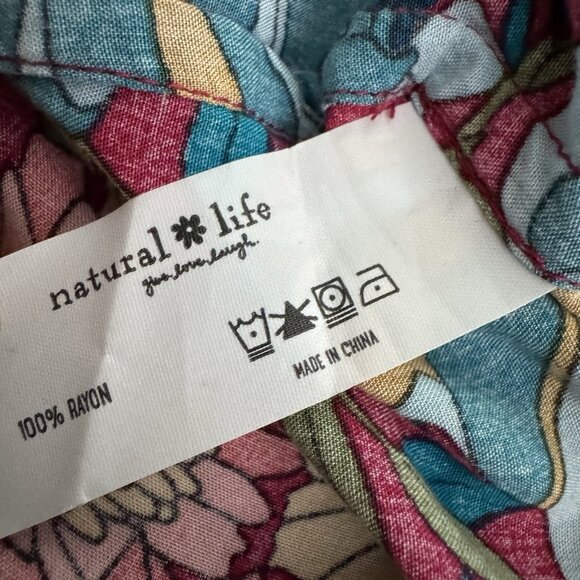 natural life
give. love. laugh.
100% RAYON
MADE IN CHINA